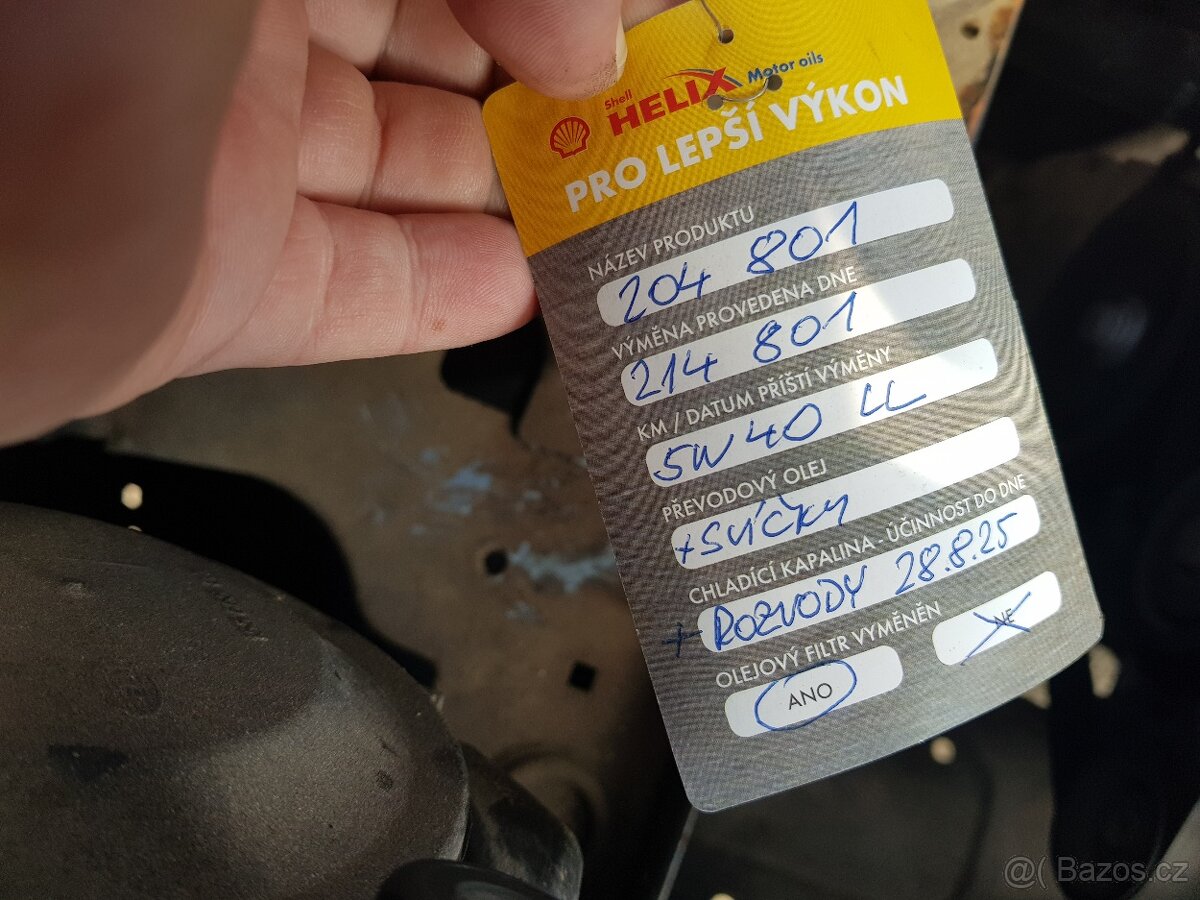 Shell
HELIX Motor oils
PRO LEPŠÍ VÝKON
NÁZEV PRODUKTU
204 801
VÝMĚNA PROVEDENA DNE
214 801
KM / DATUM PŘÍŠTÍ VÝMĚNY
5W40 LL
PŘEVODOVÝ OLEJ
+SVÍČKY
CHLADÍCÍ KAPALINA - ÚČINNOST DO DNE
+ ROZVODY 28.8.25
OLEJOVÝ FILTR VYMĚNĚN
ANO NE
@( Bazos.cz